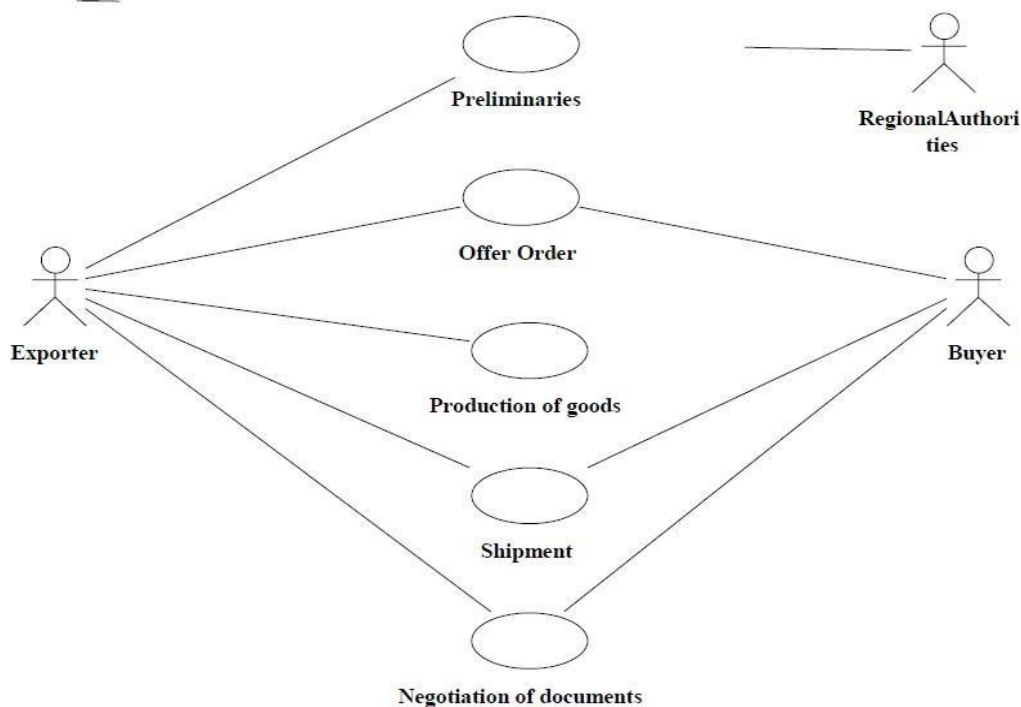 Preliminaries
RegionalAuthori
ties
Offer Order
Exporter
Buyer
Production of goods
Shipment
Negotiation of documents